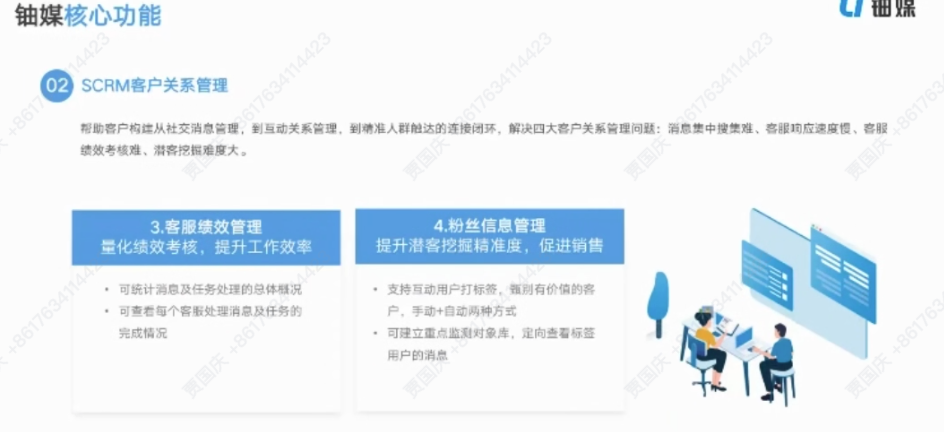 铀媒核心功能
铀媒
02 SCRM客户关系管理
帮助客户构建从社交消息管理，到互动关系管理，到精准人群触达的连接闭环，解决四大客户关系管理问题：消息集中搜集难、客服响应速度慢、客服
绩效考核难、潜客挖掘难度大。
3.客服绩效管理
量化绩效考核，提升工作效率
• 可统计消息及任务处理的总体概况
• 可查看每个客服处理消息及任务的
完成情况
4.粉丝信息管理
提升潜客挖掘精准度，促进销售
• 支持互动用户打标签，甄别有价值的客
户，手动+自动两种方式
• 可建立重点监测对象库，定向查看标签
用户的消息
贾国庆 +8617634114423